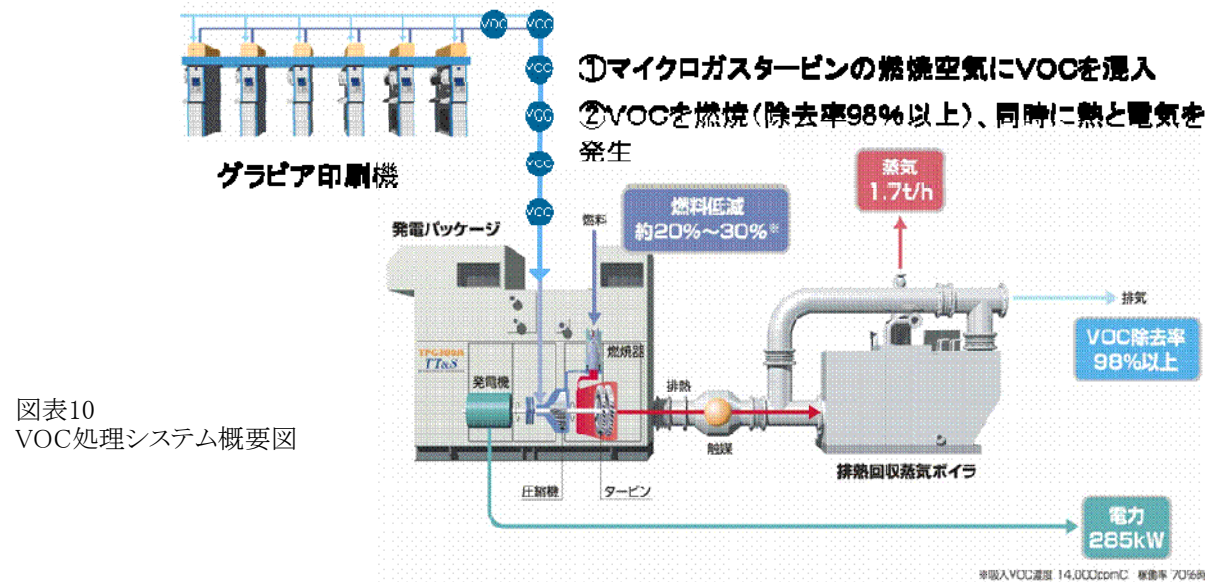 VOC VOC
VOC
VOC
VOC
VOC
①マイクロガスタービンの燃焼空気にVOCを混入
②VOCを燃焼(除去率98%以上)、同時に熱と電気を
発生
グラビア印刷機
蒸気
1.7t/h
燃料低減
約20%~30%※
燃料
発電パッケージ
排気
VOC除去率
98%以上
TPG300R
TT&S
燃焼器
発電機
排熱
触媒
排熱回収蒸気ボイラ
圧縮機
タービン
図表10
VOC処理システム概要図
電力
285kW
※吸入VOC濃度 14,000ppmC 稼働率 70%時